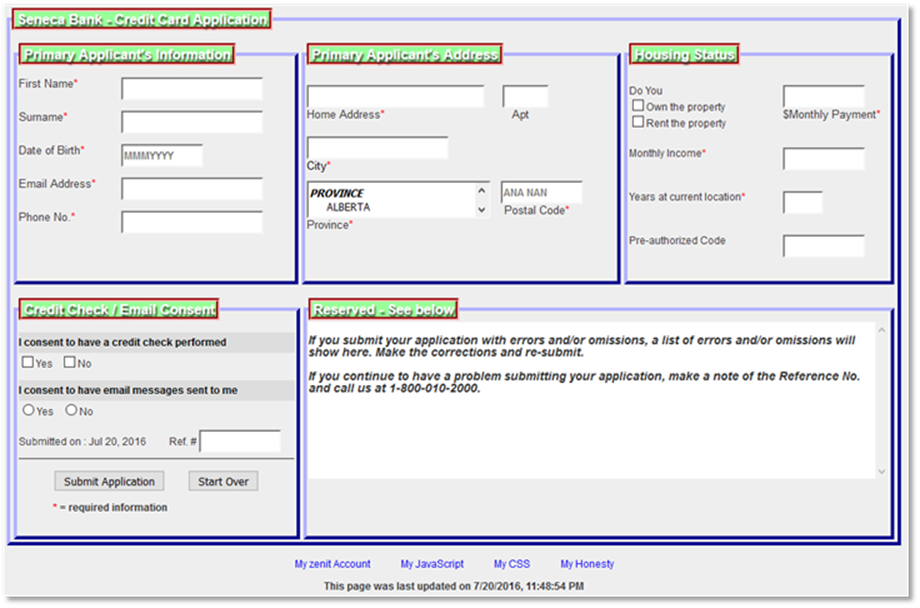 Seneca Bank - Credit Card Application
Primary Applicant's Information
First Name*
Surname*
Date of Birth*
MMMYYYY
Email Address*
Phone No.*
Primary Applicant's Address
Home Address*
Apt
City*
PROVINCE
ALBERTA
Province*
ANA NAN
Postal Code*
Housing Status
Do You
Own the property
Rent the property
$Monthly Payment*
Monthly Income*
Years at current location*
Pre-authorized Code
Credit Check / Email Consent
I consent to have a credit check performed
Yes No
I consent to have email messages sent to me
Yes No
Submitted on : Jul 20, 2016 Ref. #
Submit Application Start Over
* = required information
Reserved - See below
If you submit your application with errors and/or omissions, a list of errors and/or omissions will
show here. Make the corrections and re-submit.
If you continue to have a problem submitting your application, make a note of the Reference No.
and call us at 1-800-010-2000.
My zenit Account My JavaScript My CSS My Honesty
This page was last updated on 7/20/2016, 11:48:54 PM